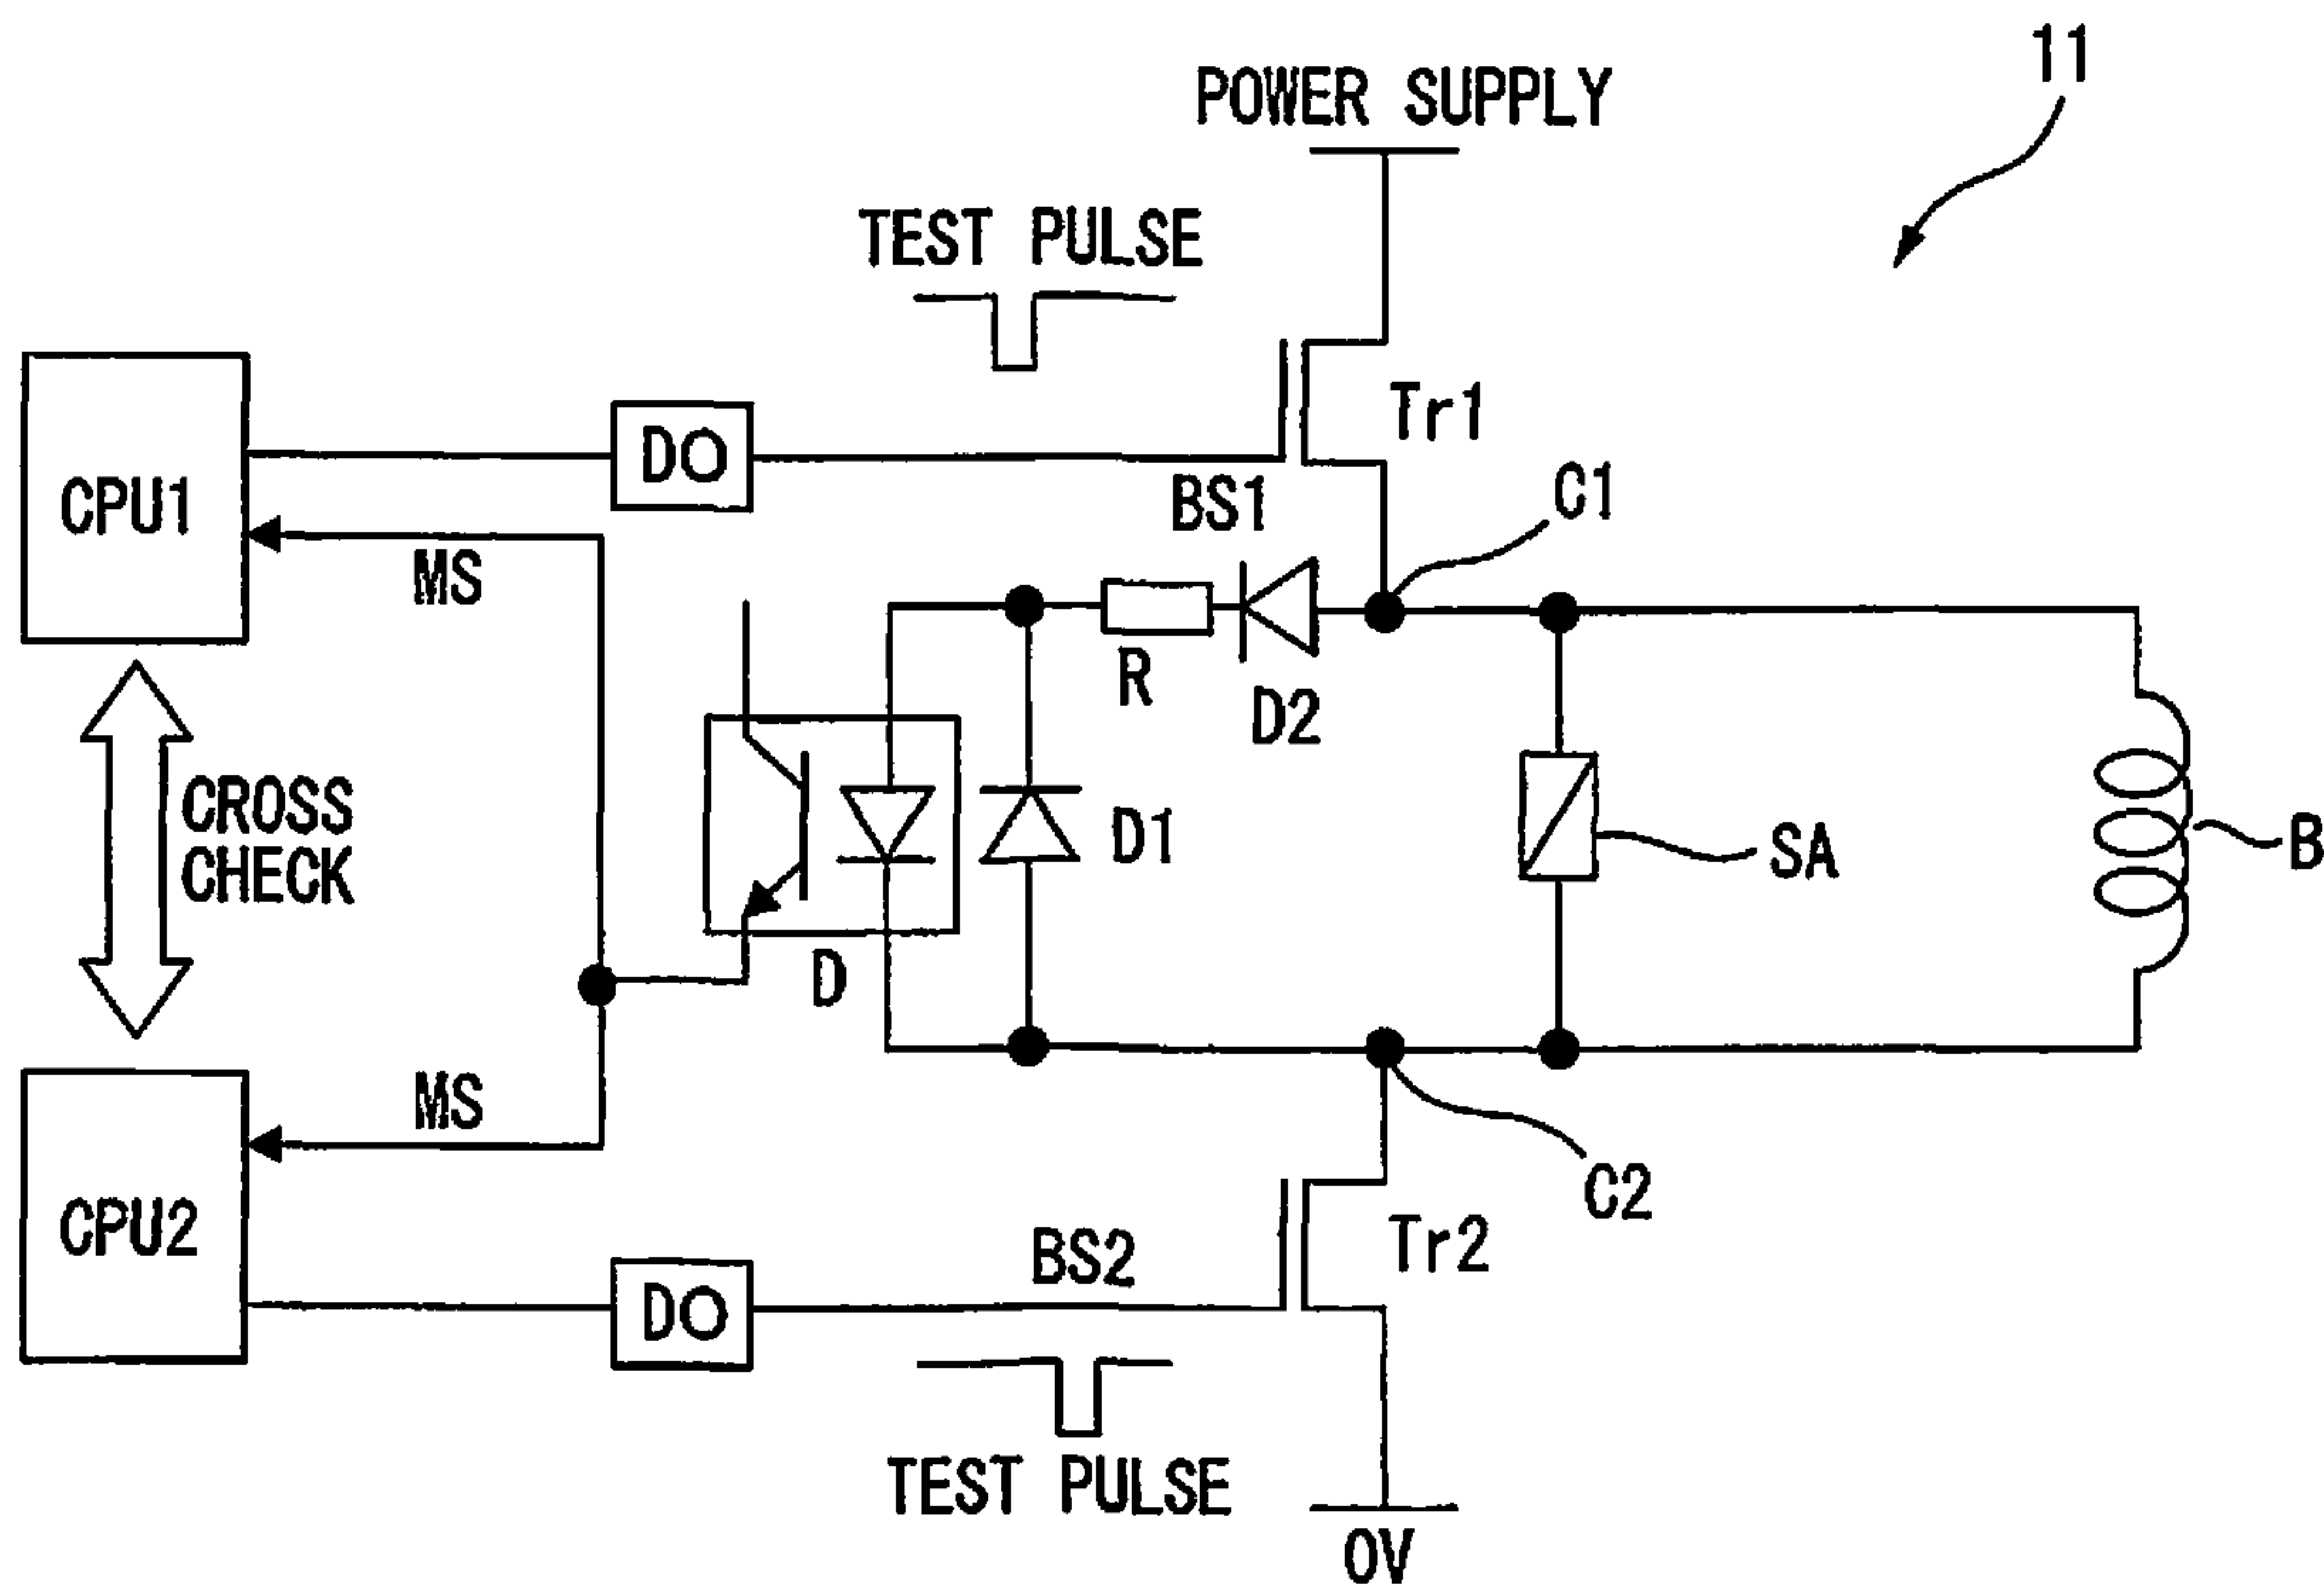 11
POWER SUPPLY
TEST PULSE
Tr1
DO
CPU1
BS1
C1
MS
R
D2
CROSS
CHECK
D1
SA
B
D
MS
C2
CPU2
BS2
Tr2
DO
TEST PULSE
0V